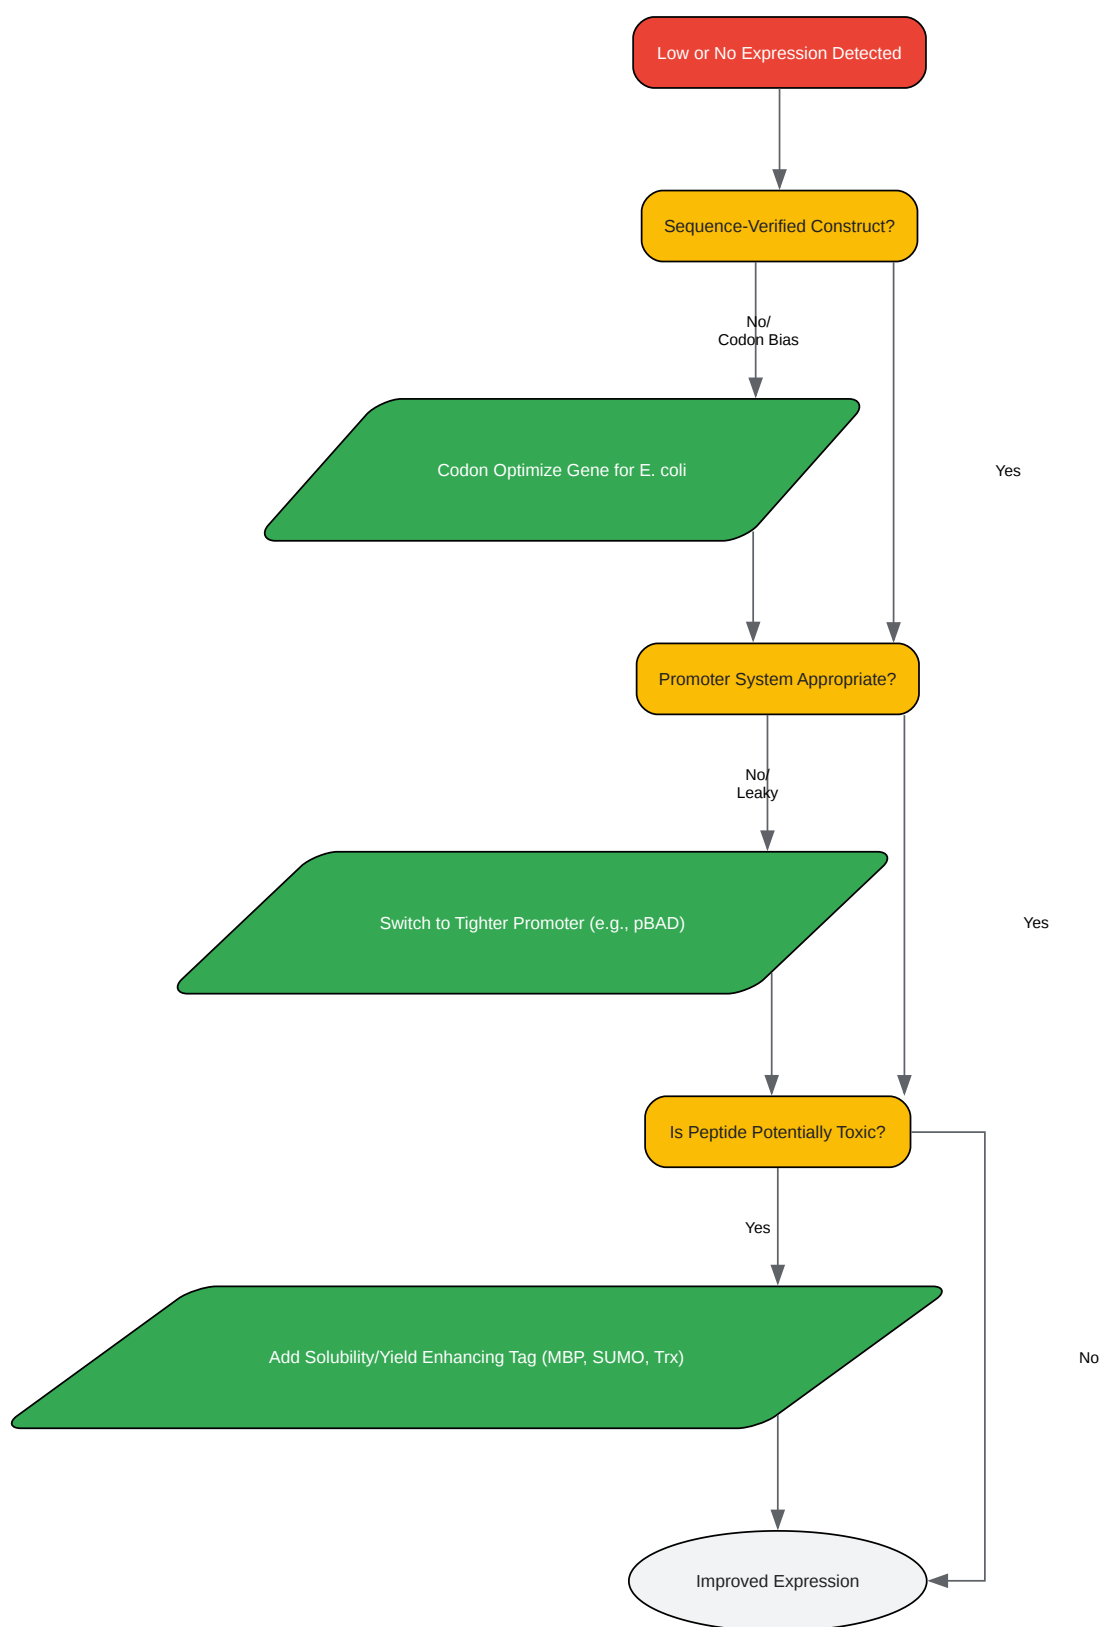 Low or No Expression Detected
Sequence-Verified Construct?
No/
Codon Bias
Codon Optimize Gene for E. coli
Yes
Promoter System Appropriate?
No/
Leaky
Switch to Tighter Promoter (e.g., pBAD)
Yes
Is Peptide Potentially Toxic?
Yes
Add Solubility/Yield Enhancing Tag (MBP, SUMO, Trx)
No
Improved Expression